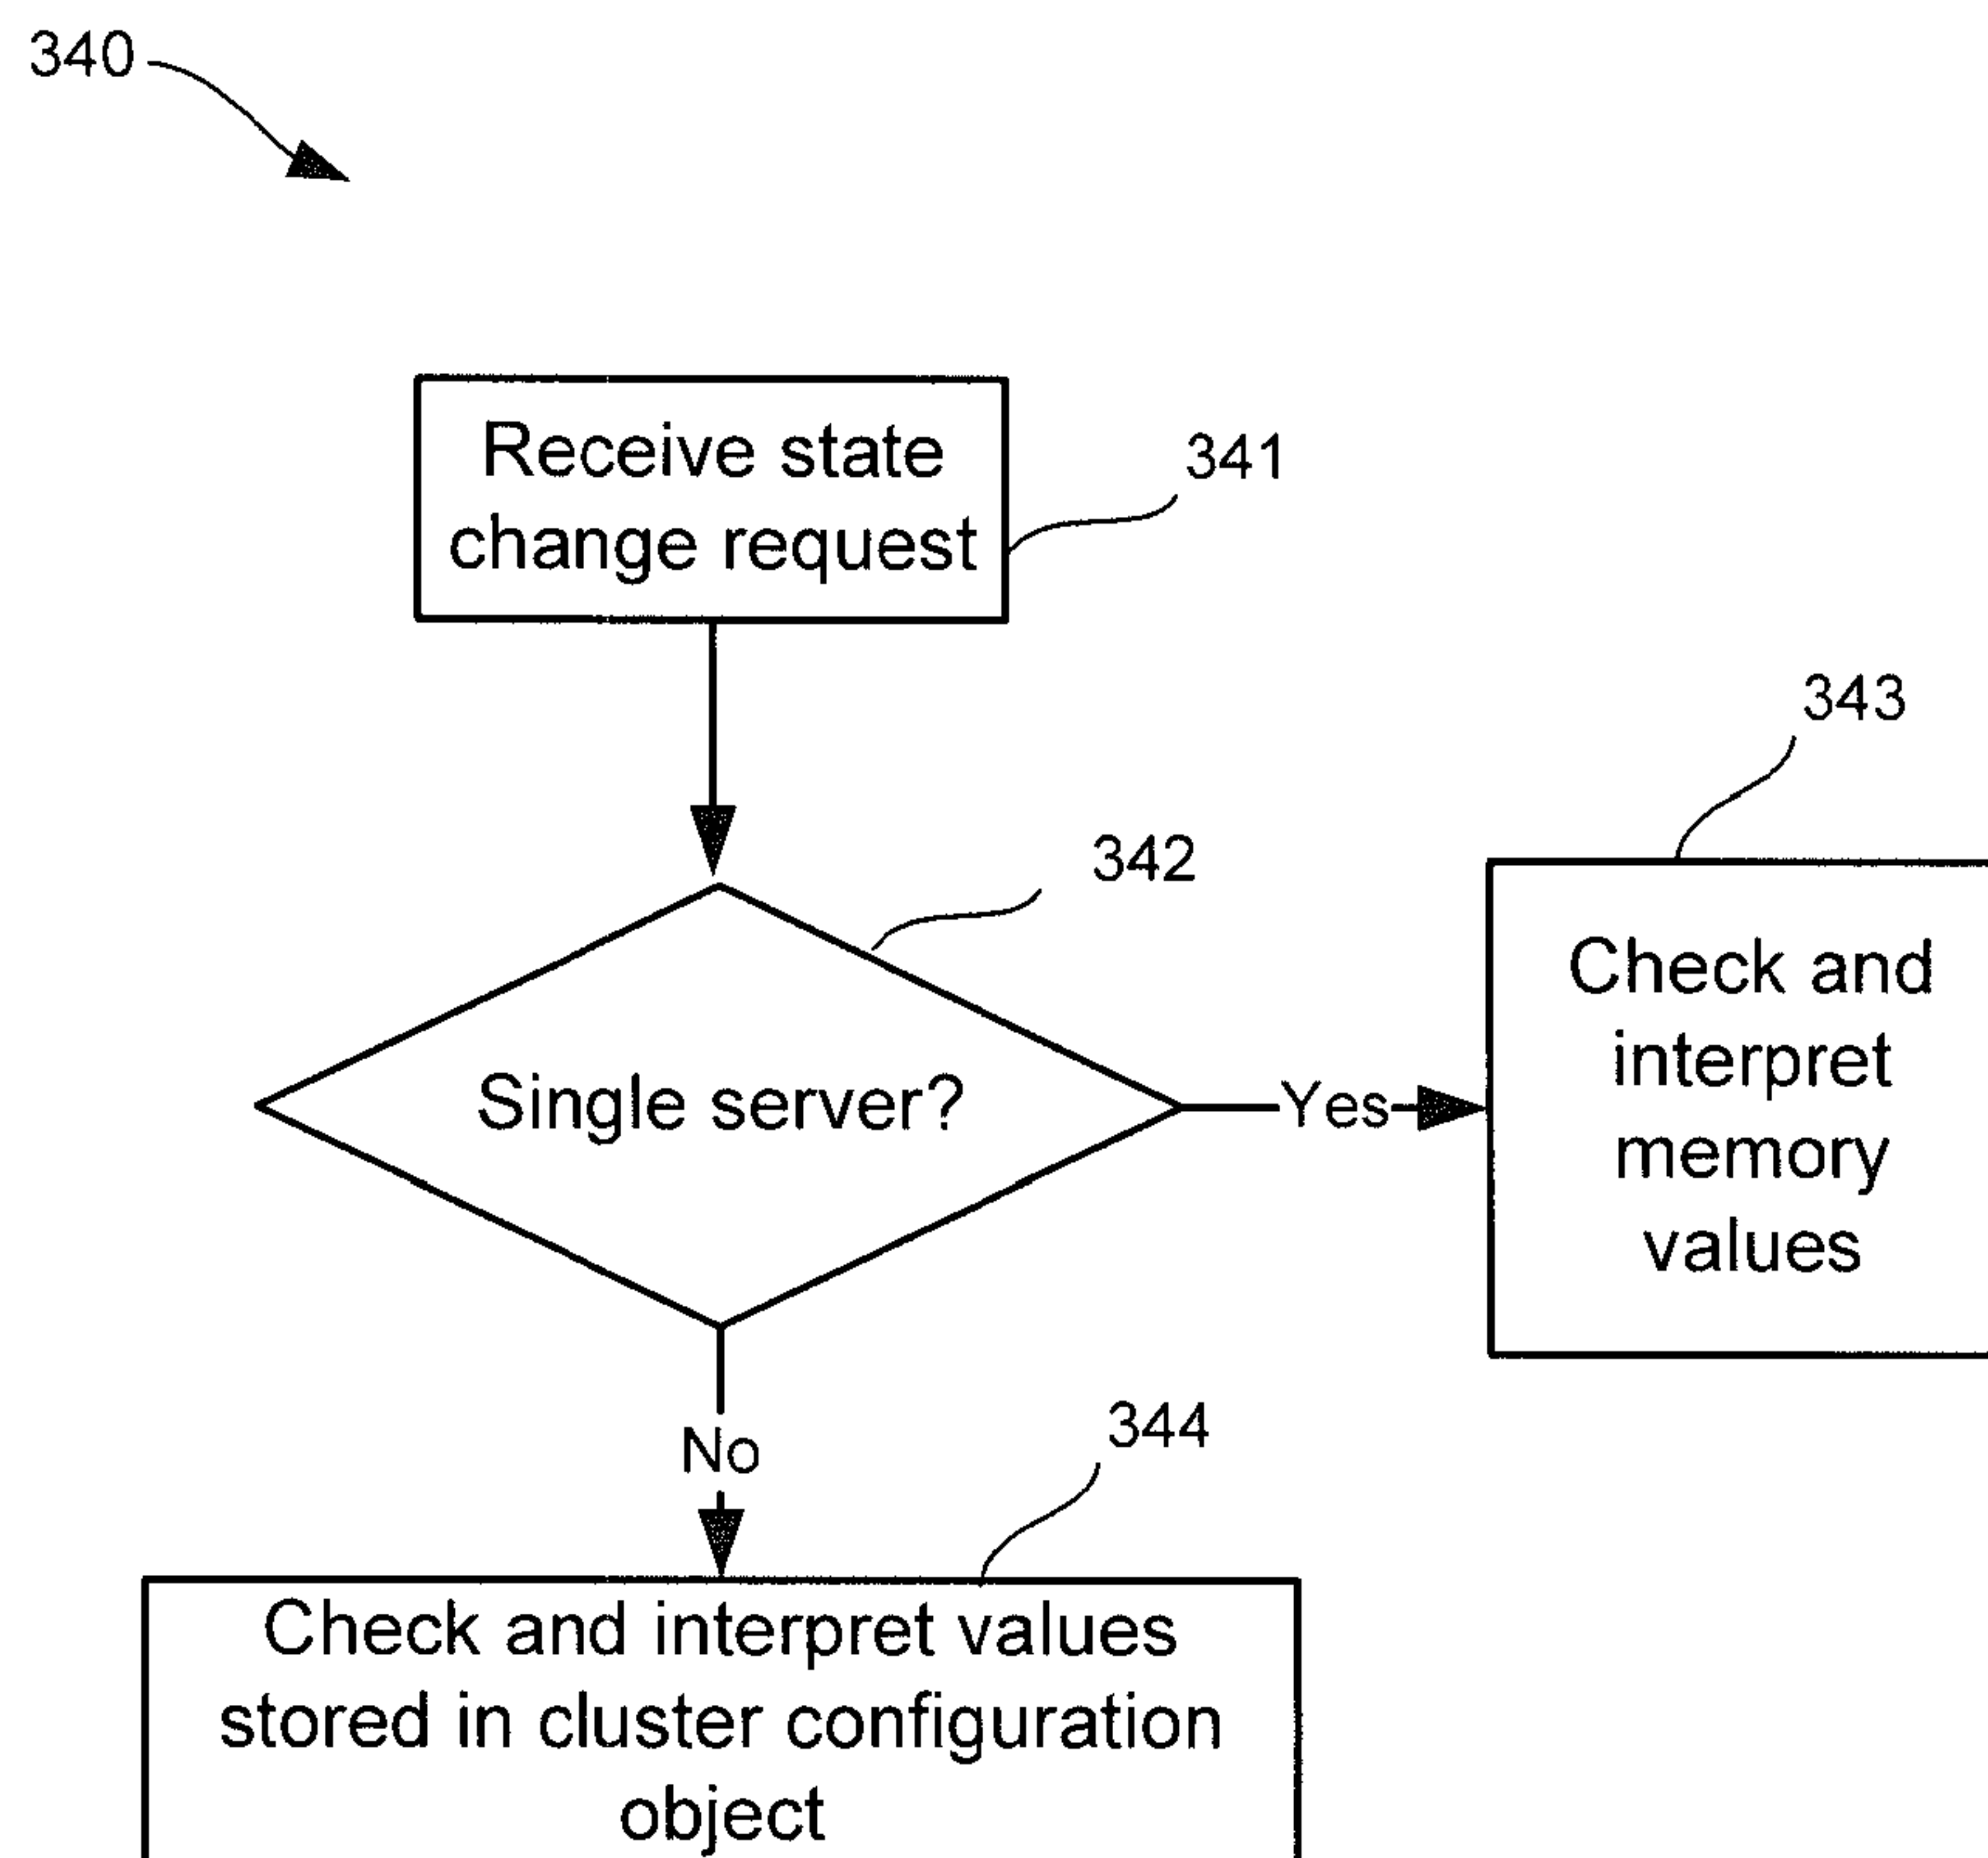 340
Receive state
change request
341
342
Single server?
Yes
343
Check and
interpret
memory
values
No
344
Check and interpret values
stored in cluster configuration
object